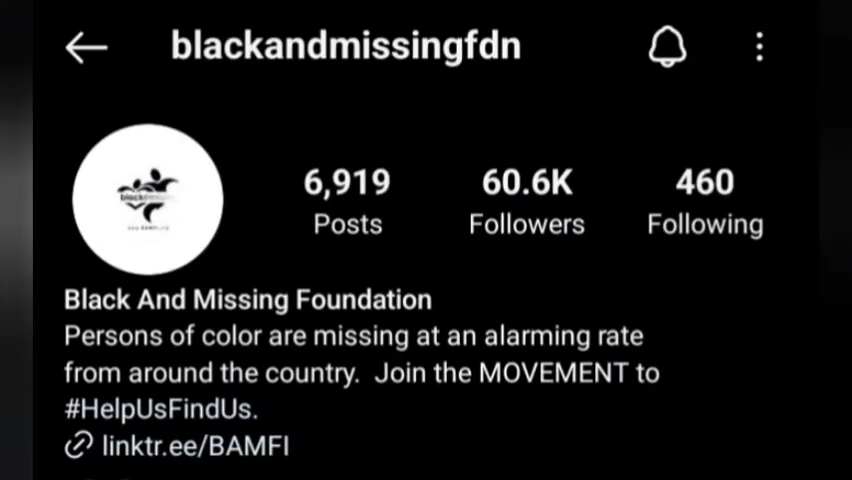 blackandmissingfdn
6,919 60.6K 460
Posts Followers Following
Black And Missing Foundation
Persons of color are missing at an alarming rate
from around the country. Join the MOVEMENT to
#HelpUsFindUs.
linktr.ee/BAMFI